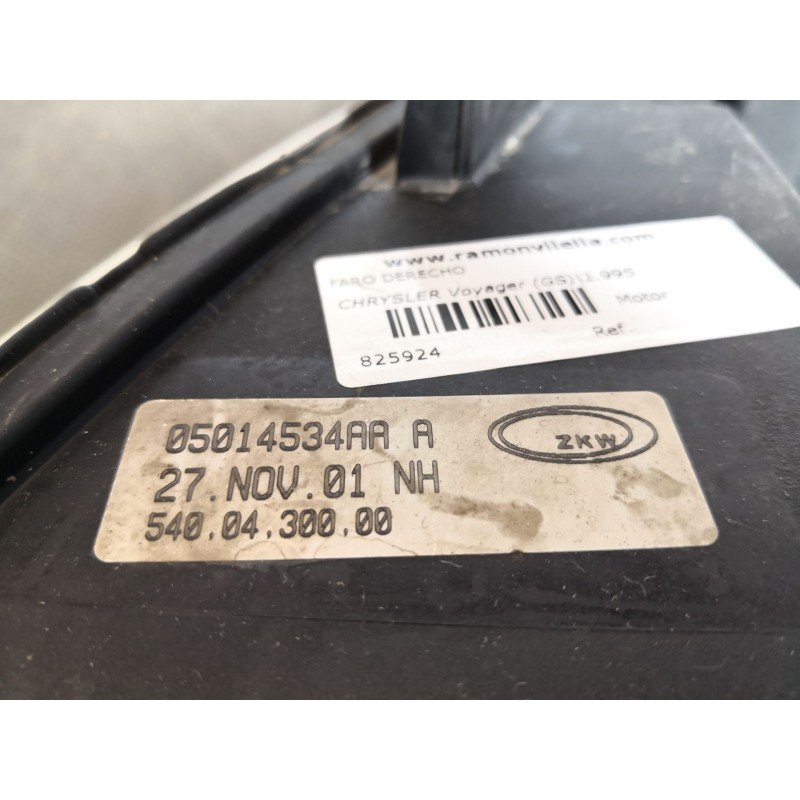 www.ramonvilella.com
FARO DERECHO
CHRYSLER Voyager (GS)|1.995
Motor:
Ref.
825924
05014534AA A
ZKW
27.NOV.01 NH
540.04.300.00